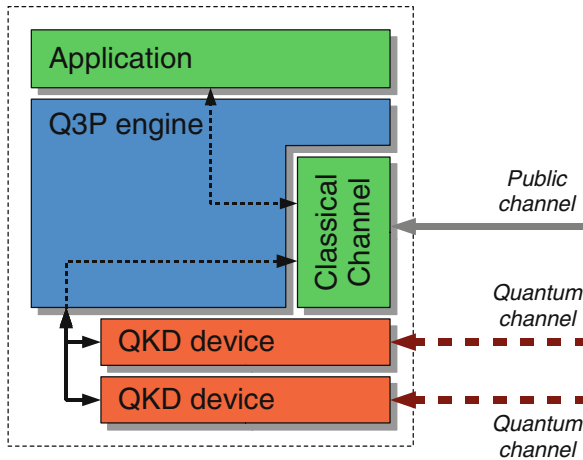 Application
Q3P engine
Classical
Channel
Public
channel
Quantum
channel
QKD device
QKD device
Quantum
channel